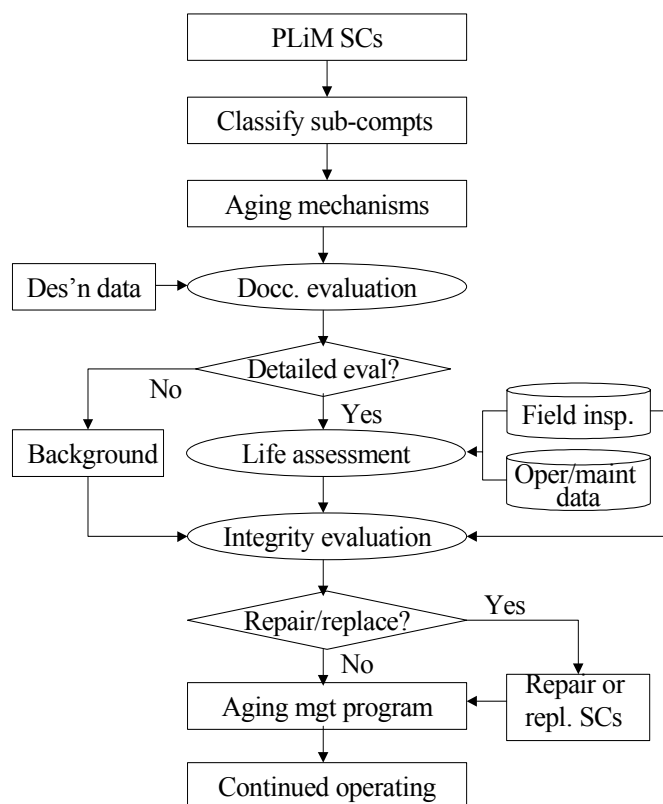 PLiM SCs
Classify sub-compts
Aging mechanisms
Des’n data
Docc. evaluation
Detailed eval?
No
Yes
Field insp.
Background
Life assessment
Oper/maint
data
Integrity evaluation
Repair/replace?
Yes
No
Repair or
repl. SCs
Aging mgt program
Continued operating